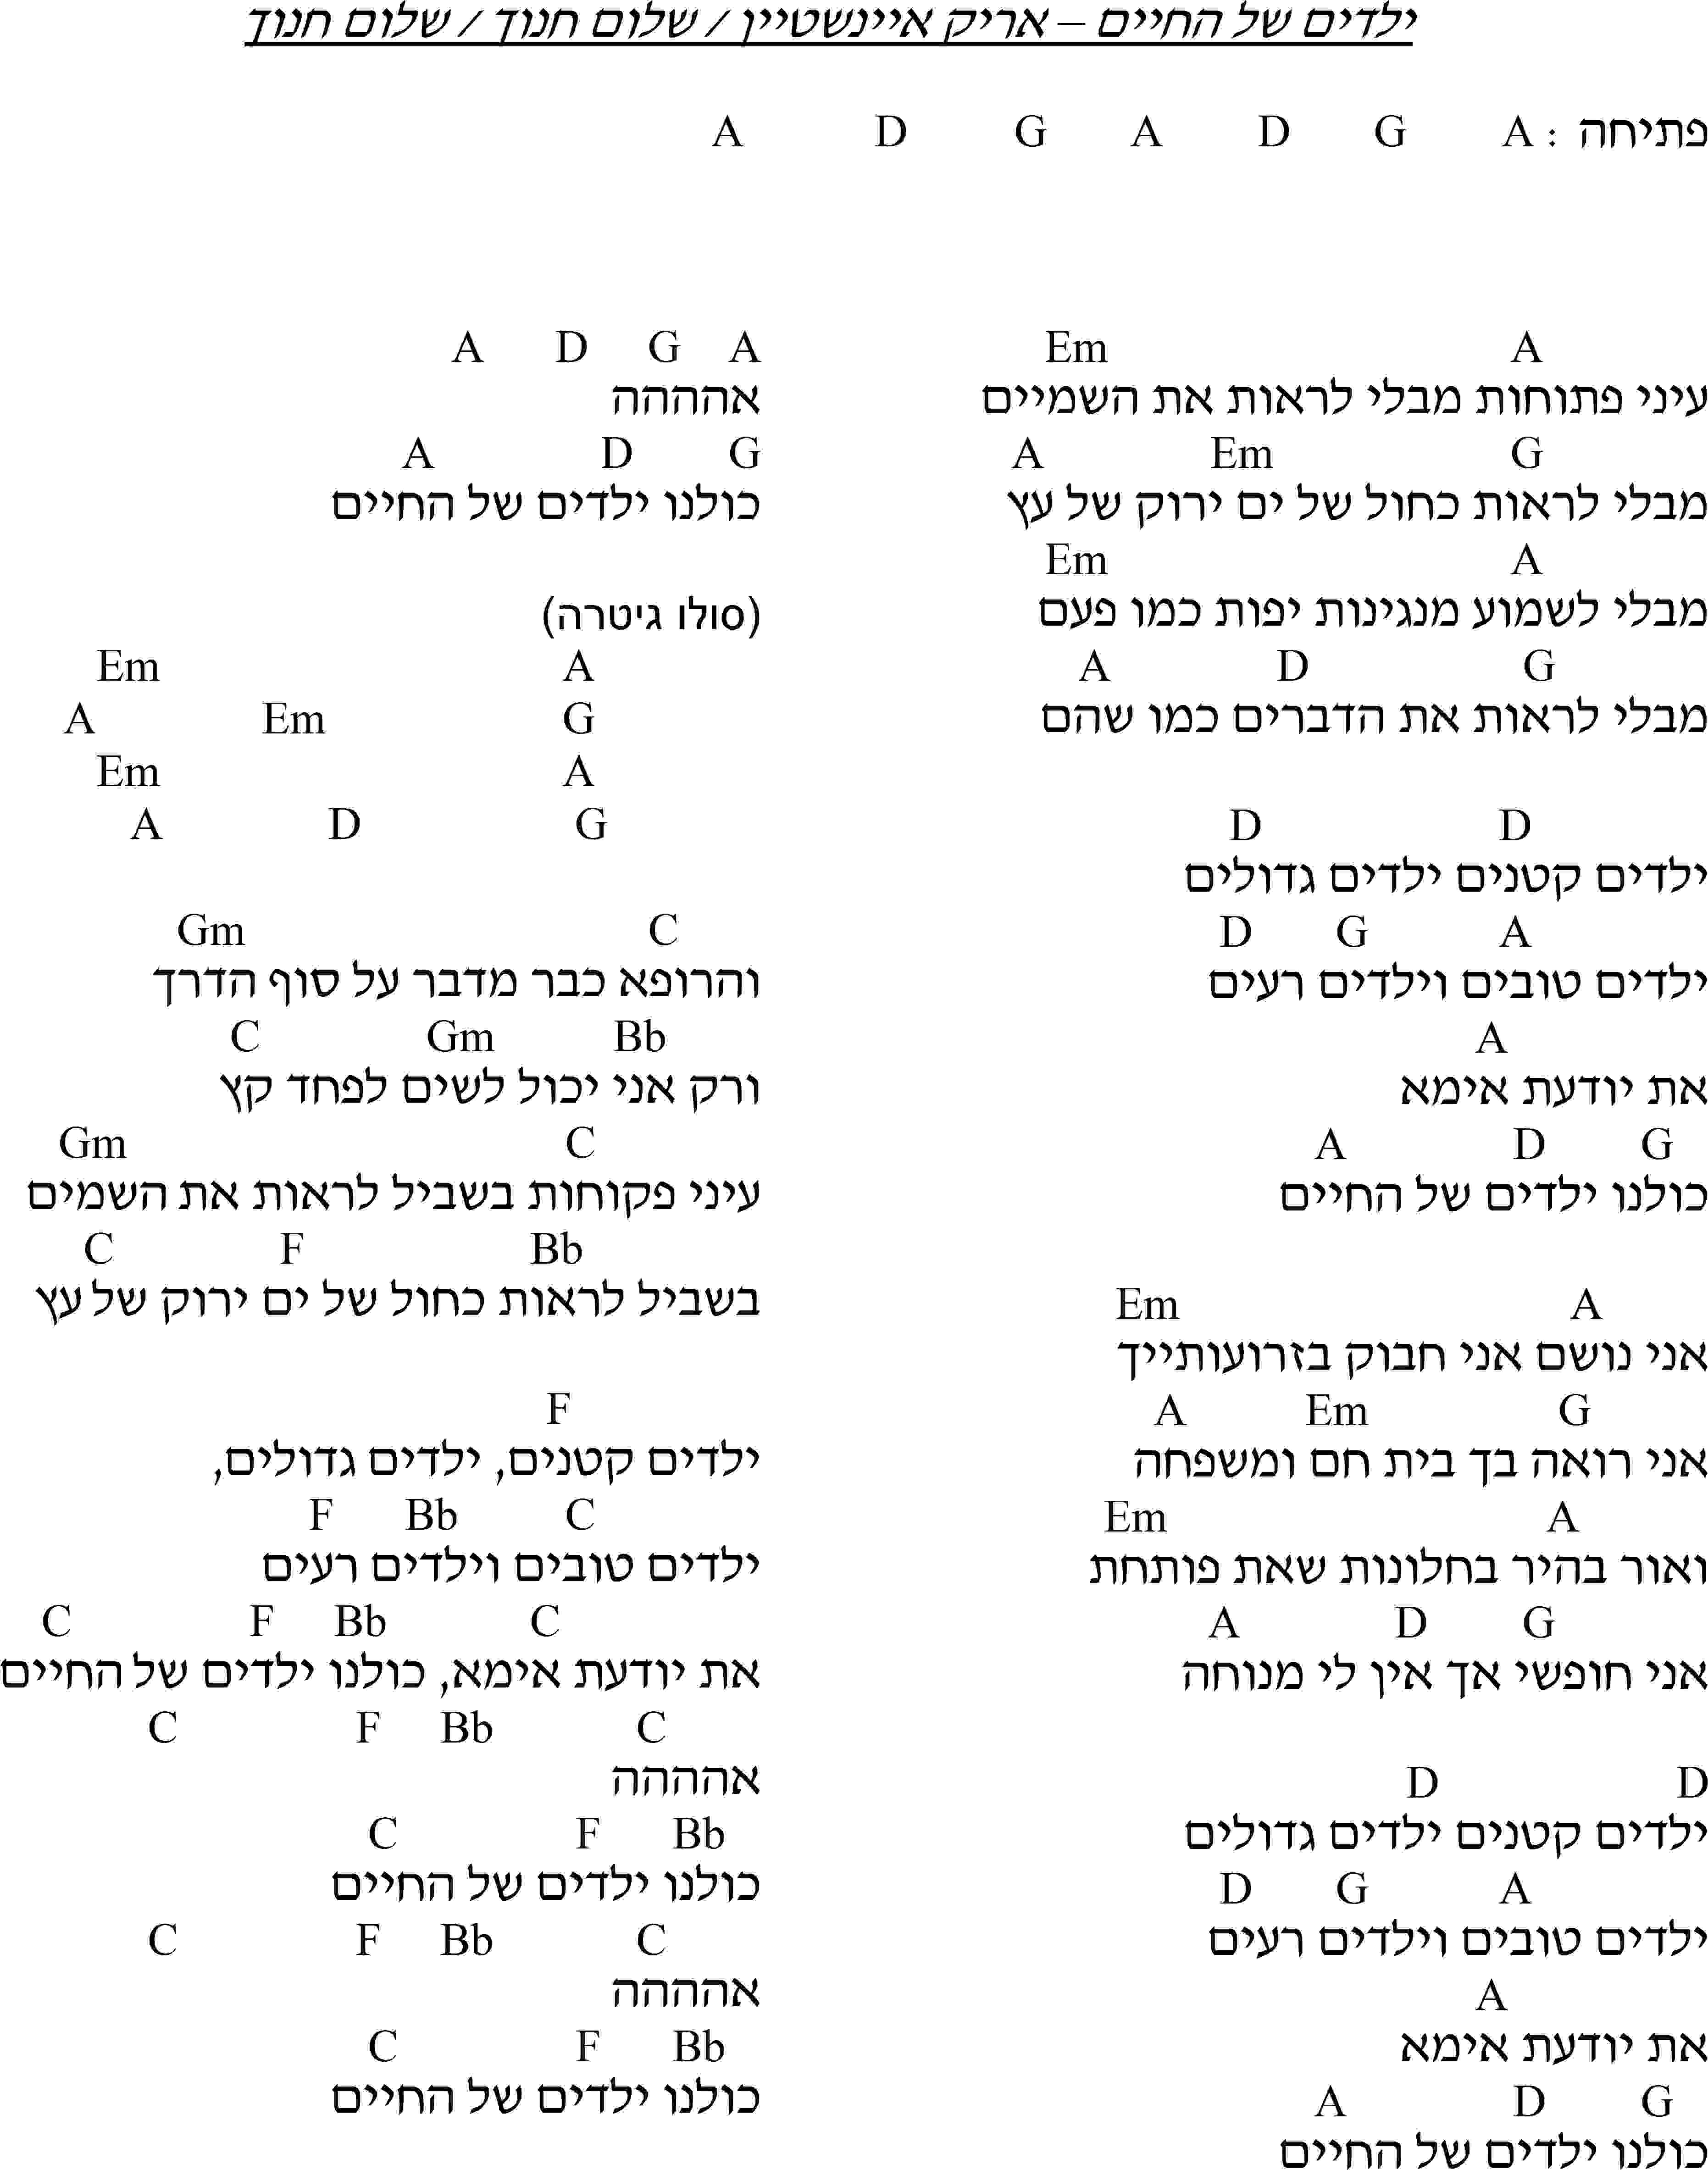 ילדים של החיים – אריק איינשטיין / שלום חנוך / שלום חנוך
פתיחה : A G D A G D A
A Em
עיני פתוחות מבלי לראות את השמיים
G Em A
מבלי לראות כחול של ים ירוק של עץ
A Em
מבלי לשמוע מנגינות יפות כמו פעם
G D A
מבלי לראות את הדברים כמו שהם
D D
ילדים קטנים ילדים גדולים
A G D
ילדים טובים וילדים רעים
A
את יודעת אימא
G D A
כולנו ילדים של החיים
A Em
אני נושם אני חבוק בזרועותייך
G Em A
אני רואה בך בית חם ומשפחה
A Em
ואור בהיר בחלונות שאת פותחת
G D A
אני חופשי אך אין לי מנוחה
D D
ילדים קטנים ילדים גדולים
A G D
ילדים טובים וילדים רעים
A
את יודעת אימא
G D A
כולנו ילדים של החיים
A G D A
אהההה
G D A
כולנו ילדים של החיים
(סולו גיטרה)
A Em
G Em A
A Em
G D A
C Gm
והרופא כבר מדבר על סוף הדרך
Bb Gm C
ורק אני יכול לשים לפחד קץ
C Gm
עיני פקוחות בשביל לראות את השמים
Bb F C
בשביל לראות כחול של ים ירוק של עץ
F
ילדים קטנים, ילדים גדולים,
C Bb F
ילדים טובים וילדים רעים
C Bb F C
את יודעת אימא, כולנו ילדים של החיים
C Bb F C
אהההה
Bb F C
כולנו ילדים של החיים
C Bb F C
אהההה
Bb F C
כולנו ילדים של החיים